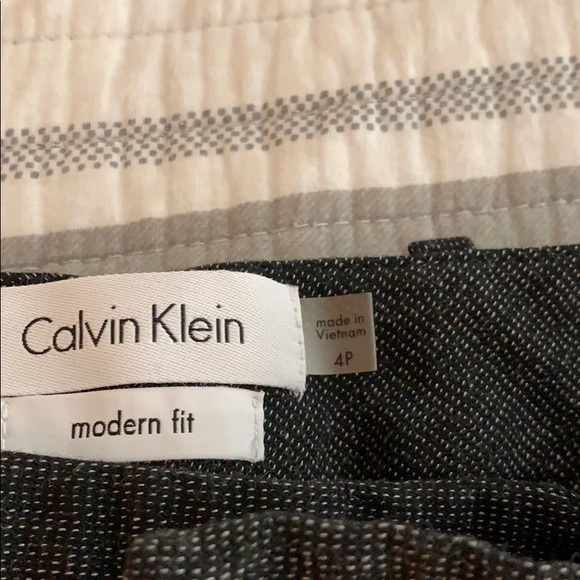 Calvin Klein
made in
Vietnam
4P
modern fit